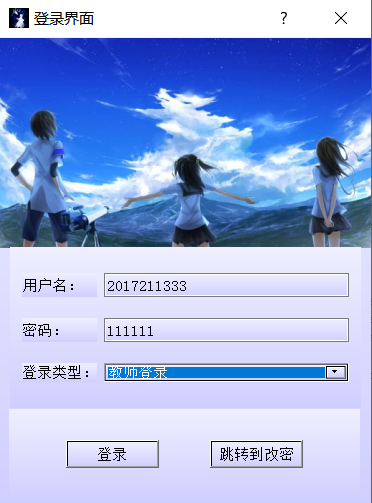 登录界面
用户名： 2017211333
密码： 111111
登录类型： 教师登录
登录 跳转到改密